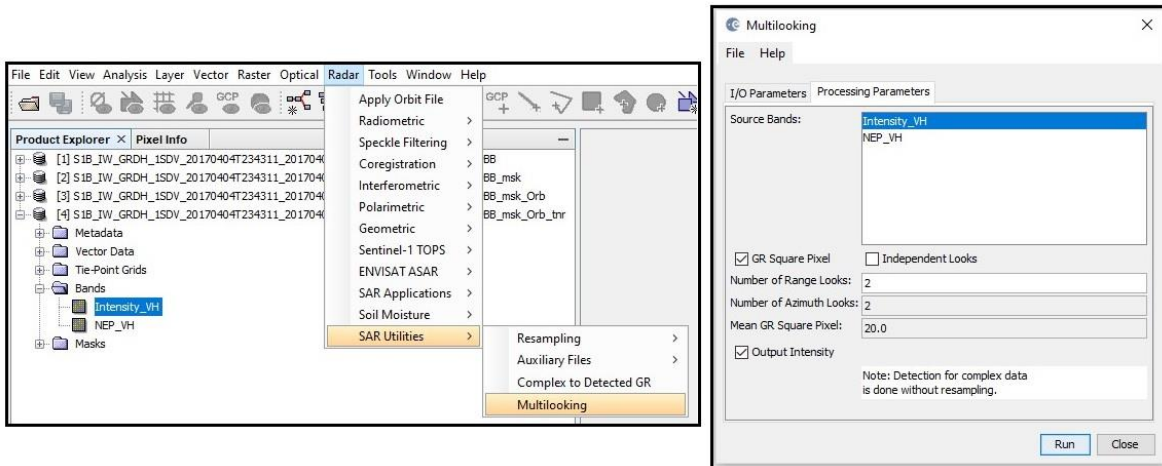 File Edit View Analysis Layer Vector Raster Optical Radar Tools Window Help
GCP
GCP
Product Explorer × Pixel Info
[1] S1B_IW_GRDH_1SDV_20170404T234311_201704
BB
[2] S1B_IW_GRDH_1SDV_20170404T234311_201704
BB_msk
[3] S1B_IW_GRDH_1SDV_20170404T234311_201704
BB_msk_Orb
[4] S1B_IW_GRDH_1SDV_20170404T234311_201704
BB_msk_Orb_tnr
Metadata
Vector Data
Tie-Point Grids
Bands
Intensity_VH
NEP_VH
Masks
Apply Orbit File
Radiometric >
Speckle Filtering >
Coregistration >
Interferometric >
Polarimetric >
Geometric >
Sentinel-1 TOPS >
ENVISAT ASAR >
SAR Applications >
Soil Moisture >
SAR Utilities >
Resampling >
Auxiliary Files >
Complex to Detected GR
Multilooking
Multilooking
File Help
I/O Parameters Processing Parameters
Source Bands: Intensity_VH
NEP_VH
GR Square Pixel Independent Looks
Number of Range Looks: 2
Number of Azimuth Looks: 2
Mean GR Square Pixel: 20.0
Output Intensity
Note: Detection for complex data
is done without resampling.
Run Close